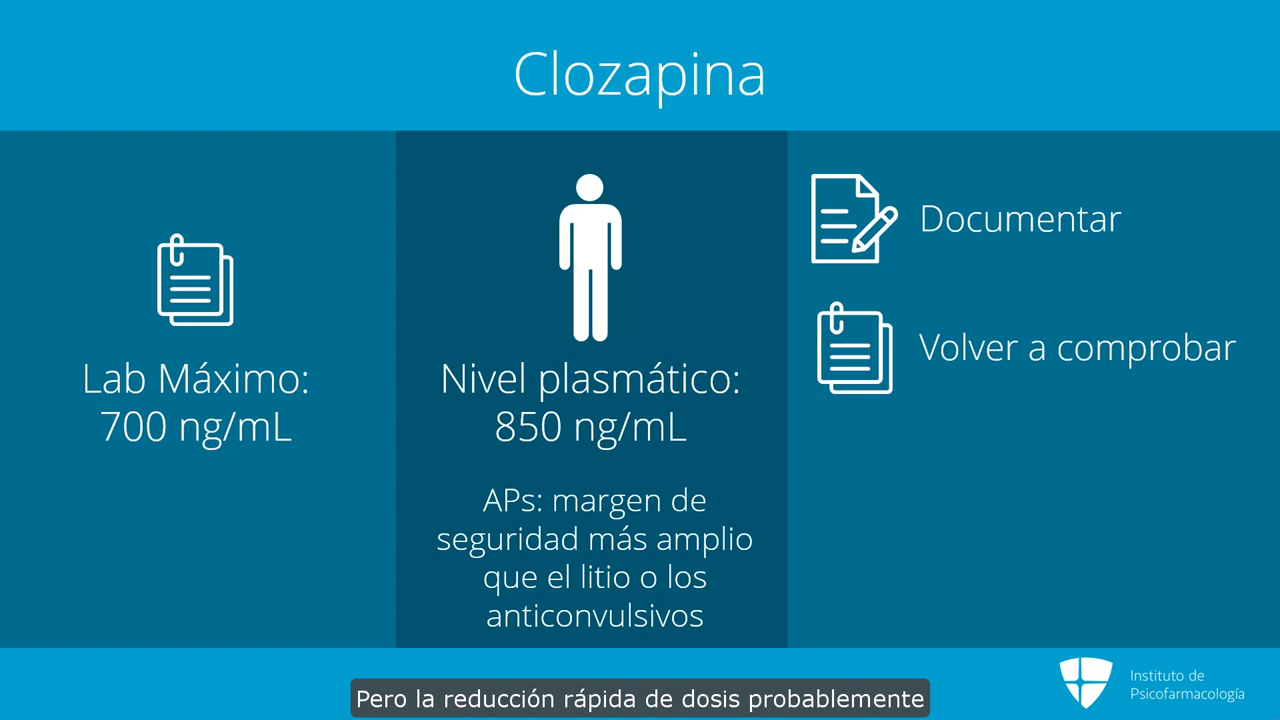 Clozapina
Lab Máximo:
700 ng/mL
Nivel plasmático:
850 ng/mL
APs: margen de
seguridad más amplio
que el litio o los
anticonvulsivos
Documentar
Volver a comprobar
Instituto de
Psicofarmacología
Pero la reducción rápida de dosis probablemente